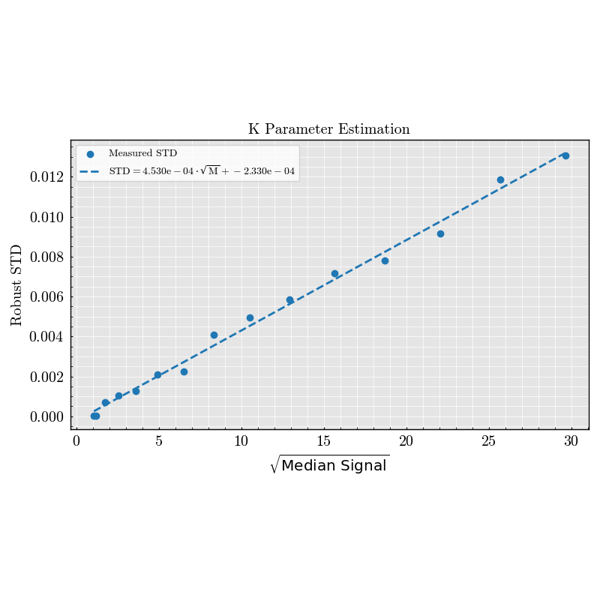 K Parameter Estimation
Measured STD
STD = 4.530e − 04 · √M + − 2.330e − 04
Robust STD
0.012
0.010
0.008
0.006
0.004
0.002
0.000
0 5 10 15 20 25 30
√Median Signal